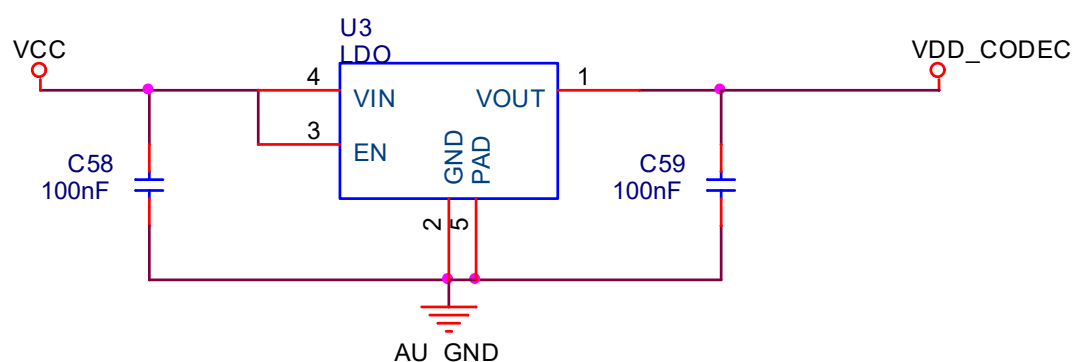 U3
LDO
VCC
VDD_CODEC
4
VIN
VOUT
1
3
EN
GND
PAD
C58
100nF
C59
100nF
2
5
AU_GND